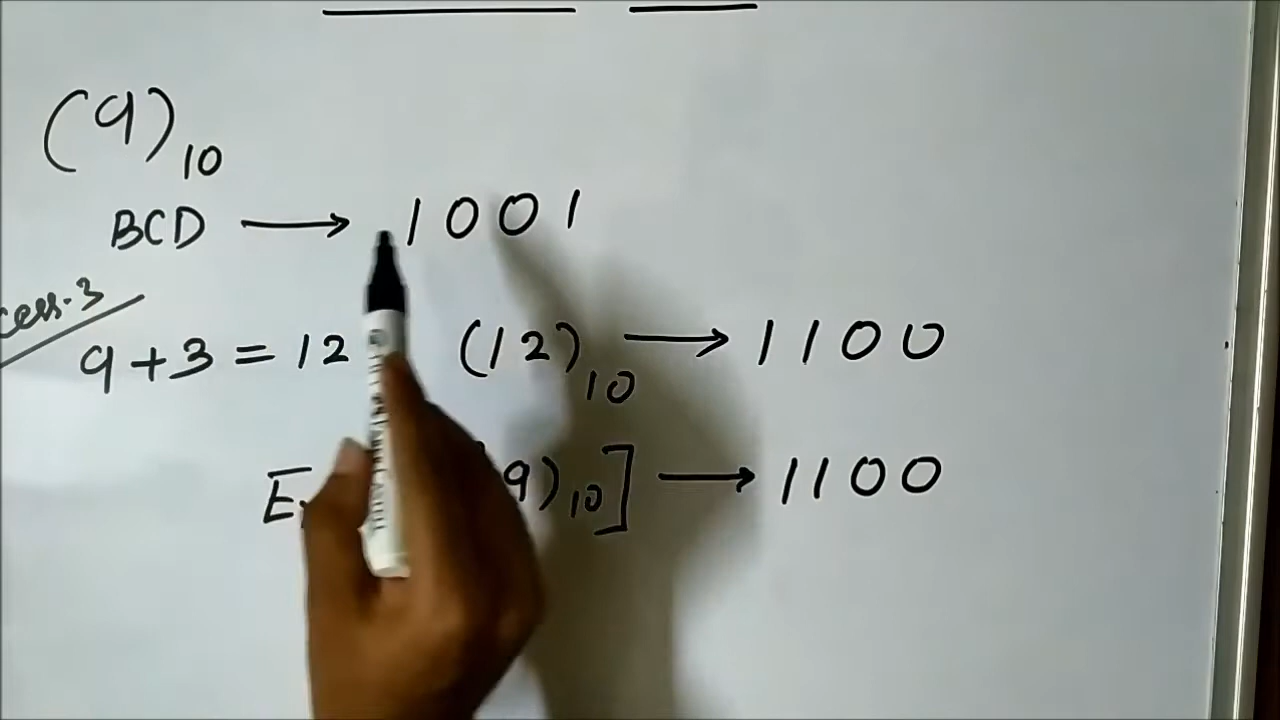 (9)10
BCD ⟶ 1001
cess-3
9+3=12 (12)10 ⟶ 1100
9)10] ⟶ 1100